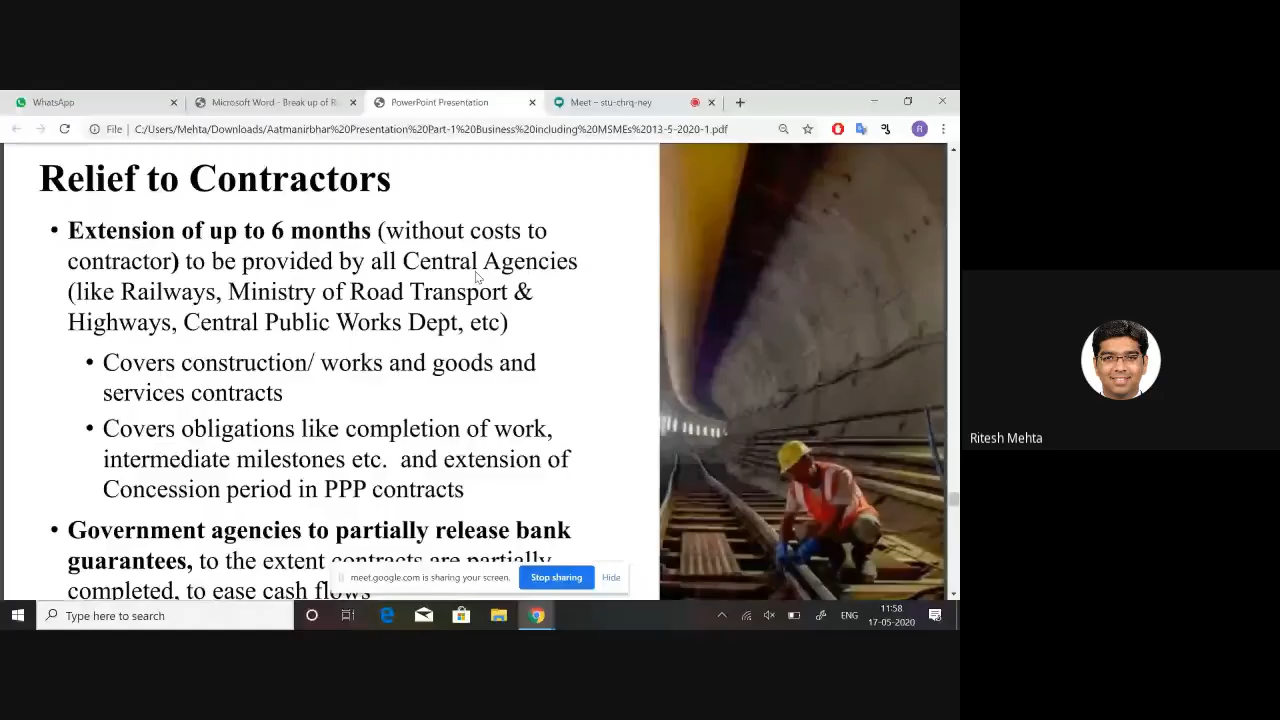 WhatsApp
Microsoft Word - Break up of R
PowerPoint Presentation
Meet – stu-chrq-ney
File
C:/Users/Mehta/Downloads/Aatmanirbhar%20Presentation%20Part-1%20Business%20including%20MSMEs%2013-5-2020-1.pdf
R
Relief to Contractors
• Extension of up to 6 months (without costs to
contractor) to be provided by all Central Agencies
(like Railways, Ministry of Road Transport &
Highways, Central Public Works Dept, etc)
• Covers construction/ works and goods and
services contracts
• Covers obligations like completion of work,
intermediate milestones etc. and extension of
Concession period in PPP contracts
• Government agencies to partially release bank
guarantees, to the extent contracts are partially
completed, to ease cash flows
meet.google.com is sharing your screen.
Stop sharing
Hide
Ritesh Mehta
Type here to search
ENG
11:58
17-05-2020